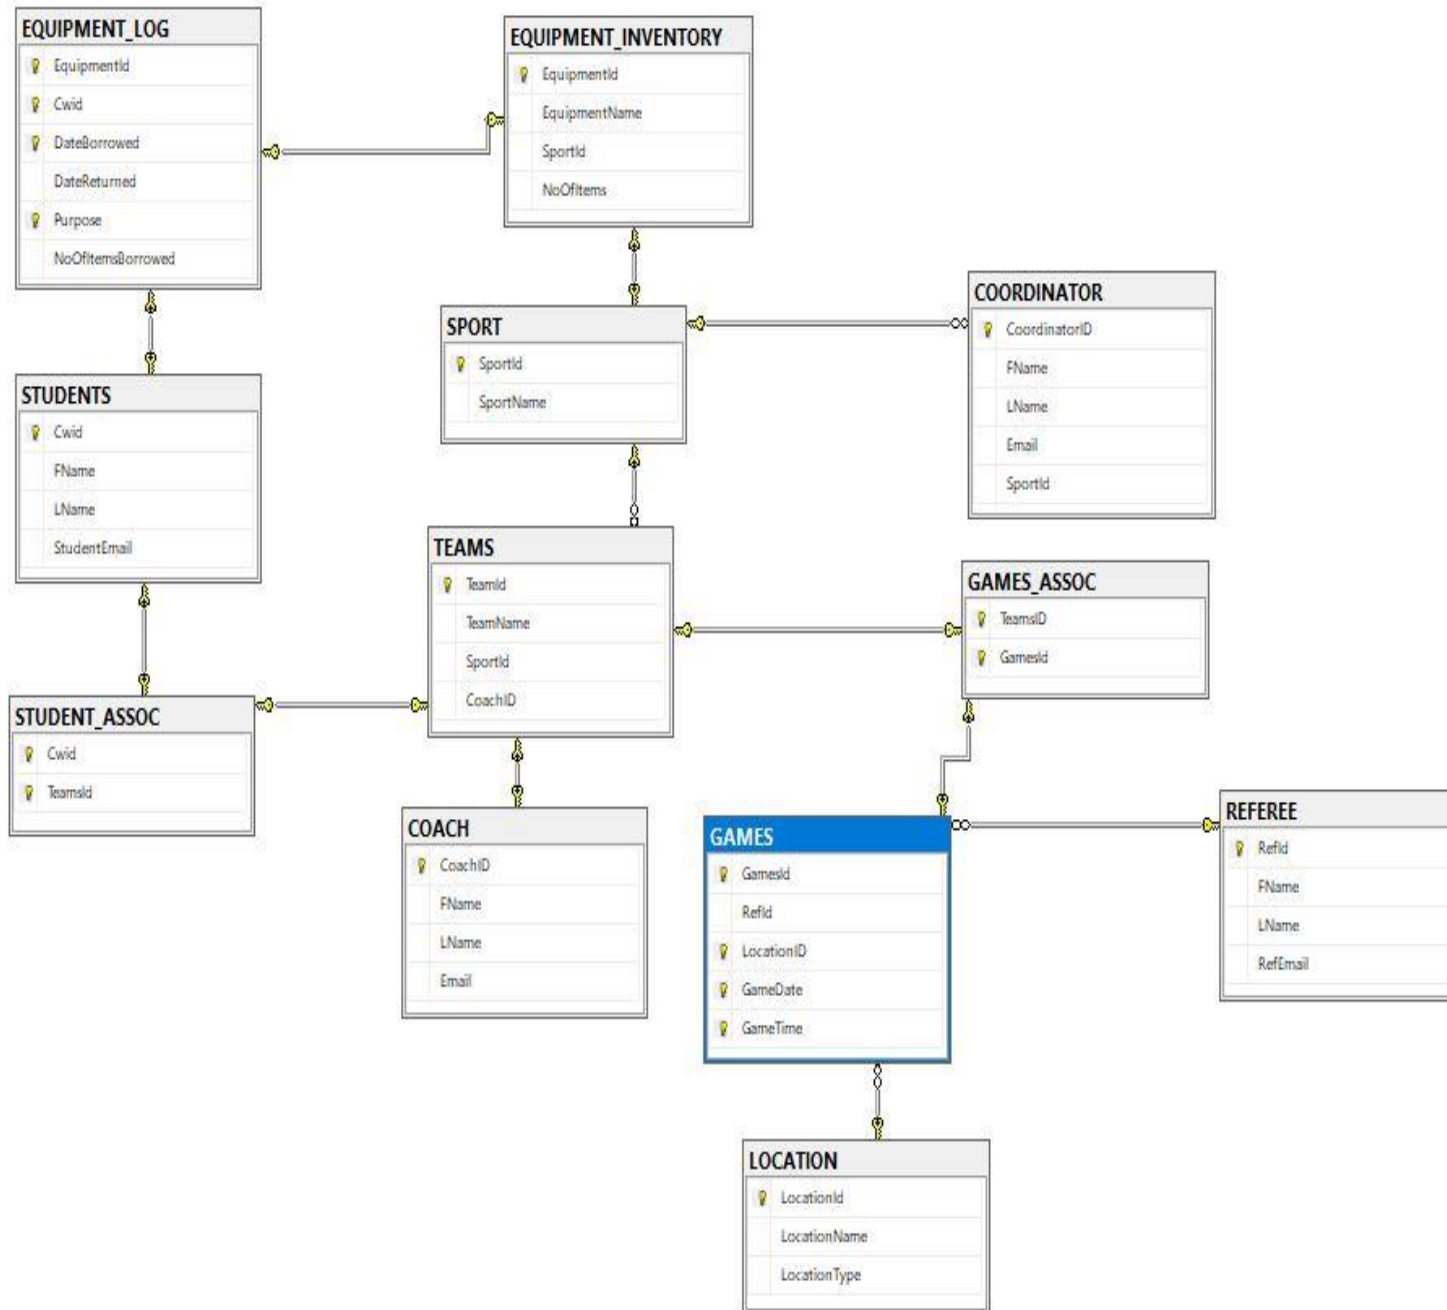 EQUIPMENT_LOG
EquipmentId
Cwid
DateBorrowed
DateReturned
Purpose
NoOfItemsBorrowed
EQUIPMENT_INVENTORY
EquipmentId
EquipmentName
SportId
NoOfItems
SPORT
SportId
SportName
COORDINATOR
CoordinatorID
FName
LName
Email
SportId
STUDENTS
Cwid
FName
LName
StudentEmail
TEAMS
TeamId
TeamName
SportId
CoachID
GAMES_ASSOC
TeamsID
GamesId
STUDENT_ASSOC
Cwid
TeamsId
COACH
CoachID
FName
LName
Email
GAMES
GamesId
RefId
LocationID
GameDate
GameTime
REFEREE
RefId
FName
LName
RefEmail
LOCATION
LocationId
LocationName
LocationType